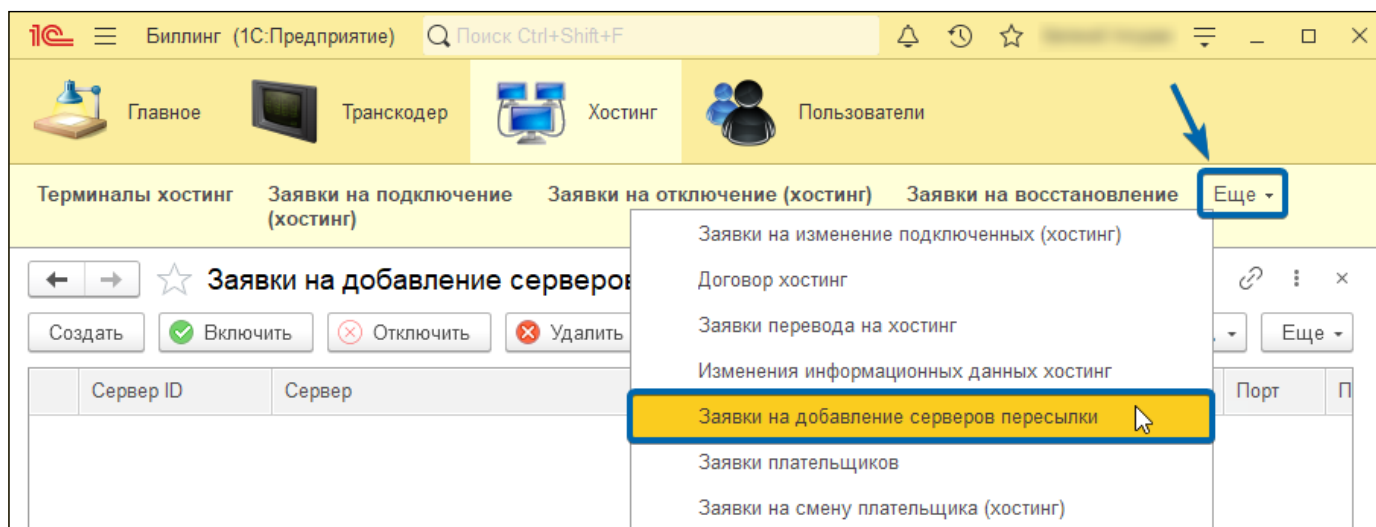 1С Биллинг (1С:Предприятие) Поиск Ctrl+Shift+F
Главное Транскодер Хостинг Пользователи
Терминалы хостинг Заявки на подключение Заявки на отключение (хостинг) Заявки на восстановление Еще
(хостинг)
Заявки на изменение подключенных (хостинг)
Заявки на добавление серверов
Договор хостинг
Создать Включить Отключить Удалить Еще
Заявки перевода на хостинг
Изменения информационных данных хостинг
Сервер ID Сервер Порт П
Заявки на добавление серверов пересылки
Заявки плательщиков
Заявки на смену плательщика (хостинг)